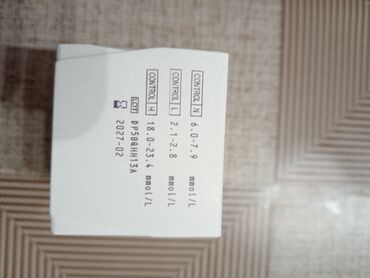 CONTROL N 6.0-7.9 mmol/L
CONTROL L 2.1-2.8 mmol/L
CONTROL H 18.0-23.4 mmol/L
LOT DP58QHH13A
2027-02